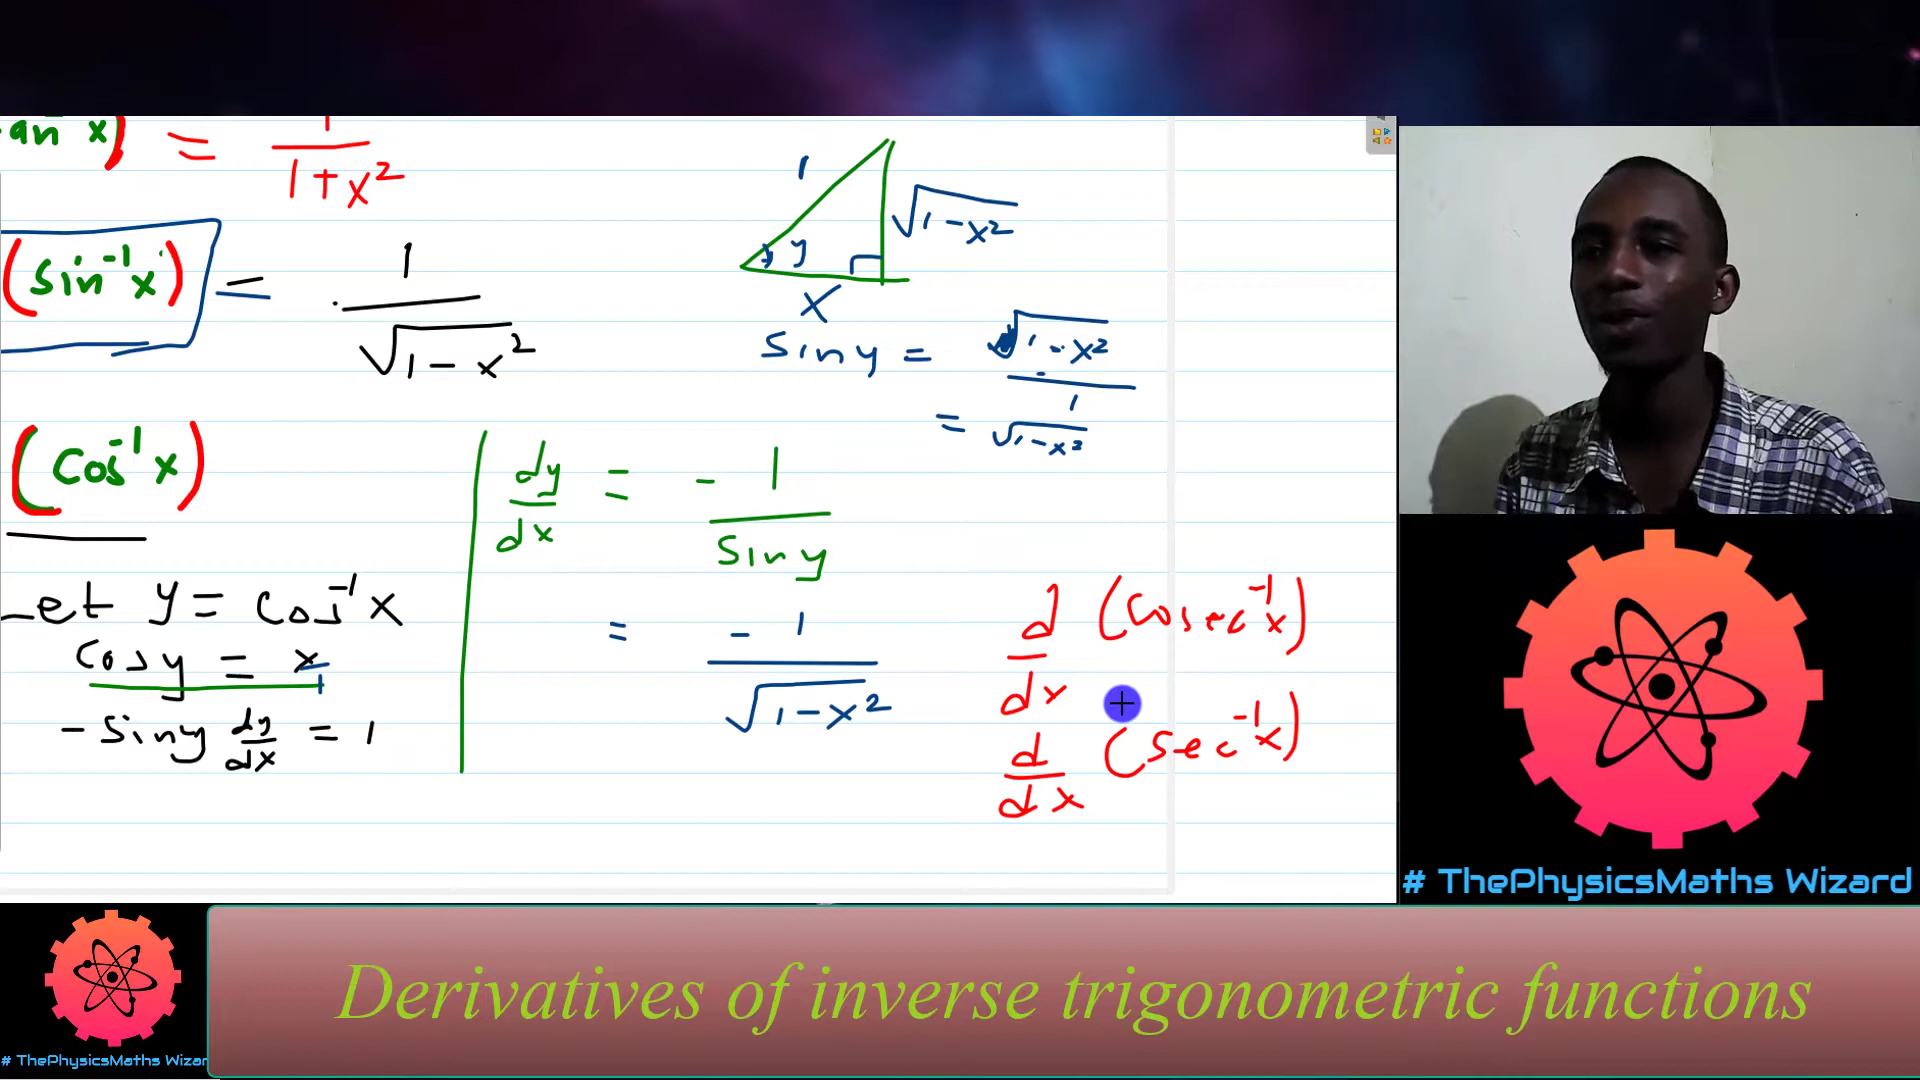 an⁻ x) = 1/(1+x²)
(sin⁻¹x) = 1/√(1-x²)
1
√(1-x²)
y
x
sin y = √(1-x²)/1
= √(1-x²)
(cos⁻¹x)
Let y = cos⁻¹x
cos y = x
-sin y dy/dx = 1
dy/dx = - 1/sin y
= -1/√(1-x²)
d/dx (cosec⁻¹x)
d/dx (sec⁻¹x)
# ThePhysicsMaths Wizard
Derivatives of inverse trigonometric functions
# ThePhysicsMaths Wizar